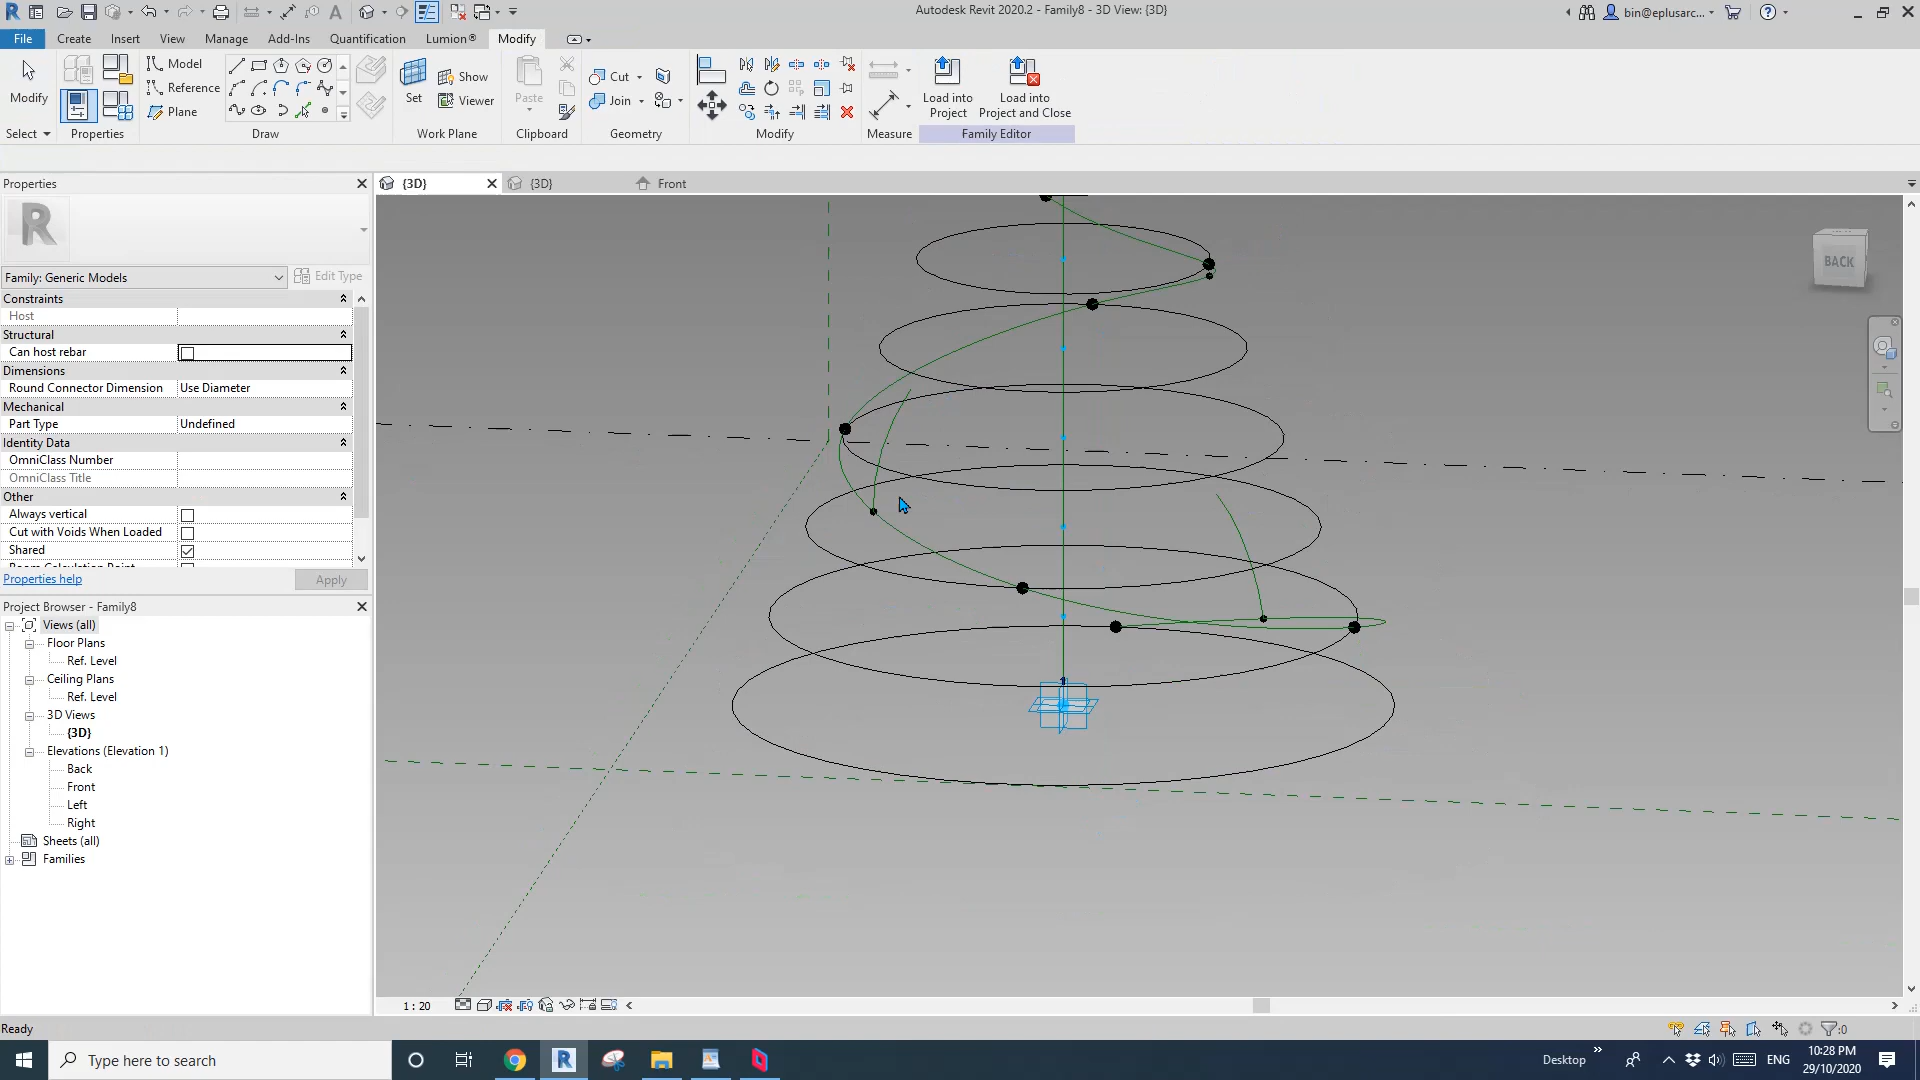 Autodesk Revit 2020.2 - Family8 - 3D View: {3D}
bin@eplusarc...
File
Create
Insert
View
Manage
Add-Ins
Quantification
Lumion®
Modify
Modify
Model
Reference
Plane
Set
Show
Viewer
Paste
Cut
Join
Load into
Project
Load into
Project and Close
Select
Properties
Draw
Work Plane
Clipboard
Geometry
Modify
Measure
Family Editor
Properties
{3D}
{3D}
Front
R
Family: Generic Models
Edit Type
Constraints
Host
Structural
Can host rebar
Dimensions
Round Connector Dimension
Use Diameter
Mechanical
Part Type
Undefined
Identity Data
OmniClass Number
OmniClass Title
Other
Always vertical
Cut with Voids When Loaded
Shared
Properties help
Apply
Project Browser - Family8
Views (all)
Floor Plans
Ref. Level
Ceiling Plans
Ref. Level
3D Views
{3D}
Elevations (Elevation 1)
Back
Front
Left
Right
Sheets (all)
Families
BACK
1 : 20
Ready
:0
Type here to search
Desktop
ENG
10:28 PM
29/10/2020